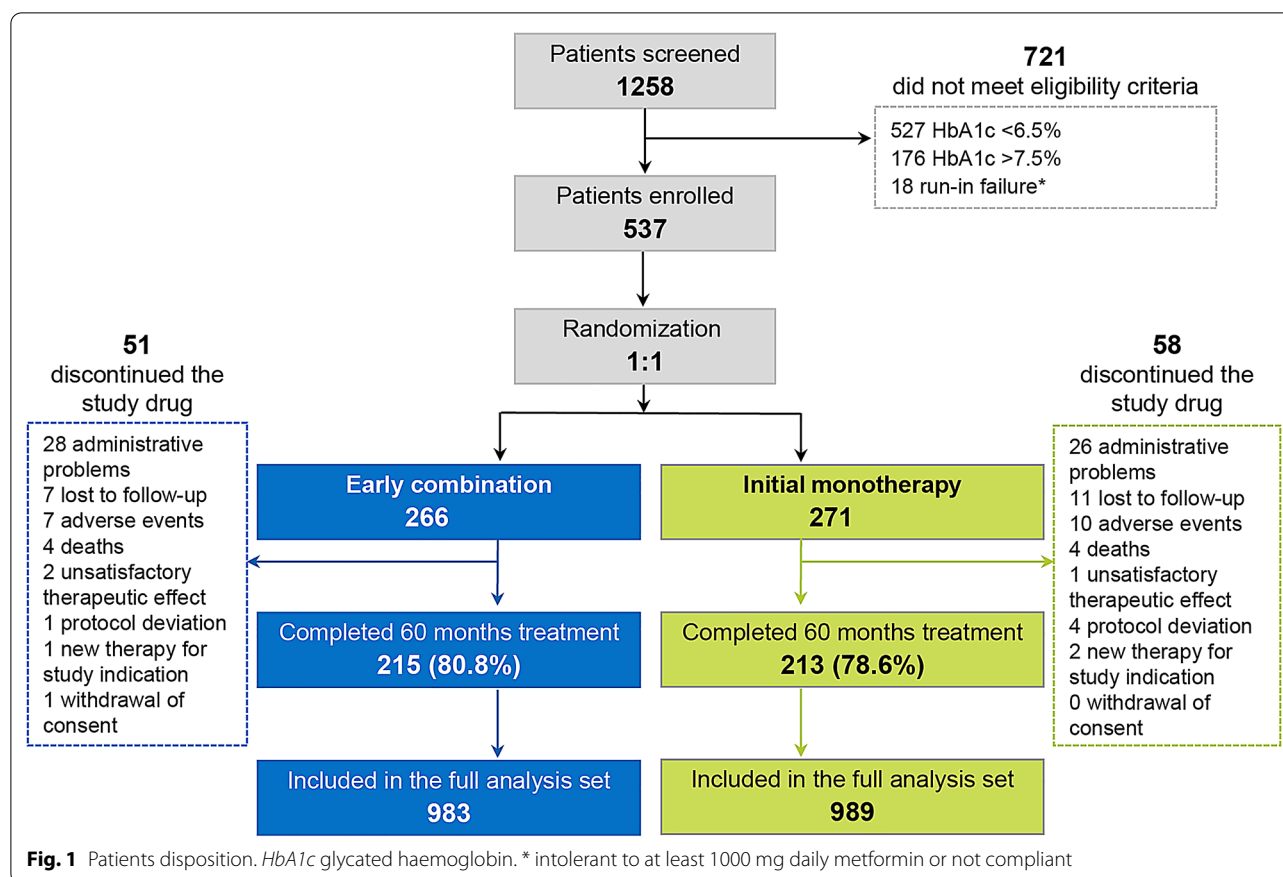 Patients screened
1258
721
did not meet eligibility criteria
527 HbA1c <6.5%
176 HbA1c >7.5%
18 run-in failure*
Patients enrolled
537
Randomization
1:1
51
discontinued the
study drug
28 administrative
problems
7 lost to follow-up
7 adverse events
4 deaths
2 unsatisfactory
therapeutic effect
1 protocol deviation
1 new therapy for
study indication
1 withdrawal of
consent
58
discontinued the
study drug
26 administrative
problems
11 lost to follow-up
10 adverse events
4 deaths
1 unsatisfactory
therapeutic effect
4 protocol deviation
2 new therapy for
study indication
0 withdrawal of
consent
Early combination
266
Initial monotherapy
271
Completed 60 months treatment
215 (80.8%)
Completed 60 months treatment
213 (78.6%)
Included in the full analysis set
983
Included in the full analysis set
989
Fig. 1 Patients disposition. HbA1c glycated haemoglobin. * intolerant to at least 1000 mg daily metformin or not compliant